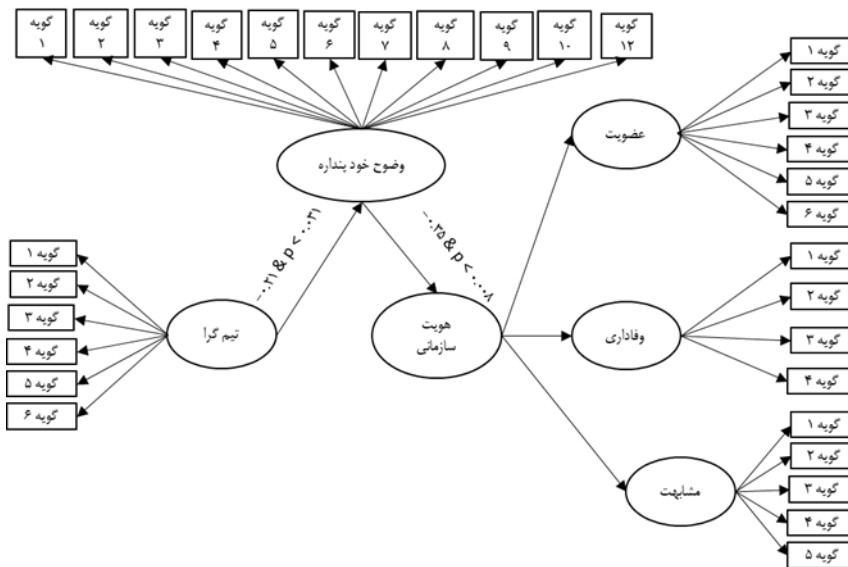 گویه
۱
گویه
۲
گویه
۳
گویه
۴
گویه
۵
گویه
۶
گویه
۷
گویه
۸
گویه
۹
گویه
۱۰
گویه
۱۲
وضوح خود پنداره
−۰.۲۱ & p < ۰.۰۳۱
−۰.۳۵ & p < ۰.۰۰۸
تیم گرا
گویه ۱
گویه ۲
گویه ۳
گویه ۴
گویه ۵
گویه ۶
هویت
سازمانی
عضویت
گویه ۱
گویه ۲
گویه ۳
گویه ۴
گویه ۵
گویه ۶
وفاداری
گویه ۱
گویه ۲
گویه ۳
گویه ۴
مشابهت
گویه ۱
گویه ۲
گویه ۳
گویه ۴
گویه ۵